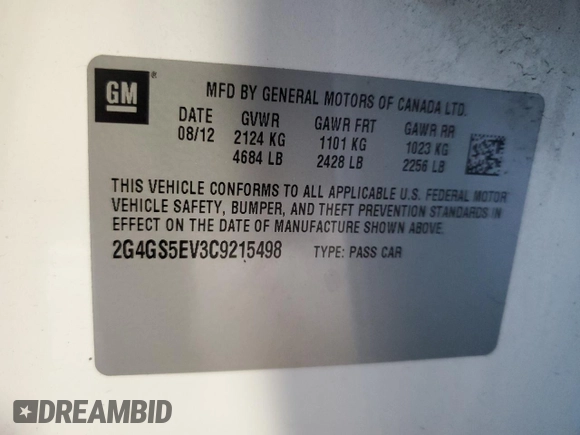 GM ®
MFD BY GENERAL MOTORS OF CANADA LTD.
DATE GVWR GAWR FRT GAWR RR
08/12 2124 KG 1101 KG 1023 KG
4684 LB 2428 LB 2256 LB
THIS VEHICLE CONFORMS TO ALL APPLICABLE U.S. FEDERAL MOTOR
VEHICLE SAFETY, BUMPER, AND THEFT PREVENTION STANDARDS IN
EFFECT ON THE DATE OF MANUFACTURE SHOWN ABOVE.
2G4GS5EV3C9215498 TYPE: PASS CAR
DREAMBID